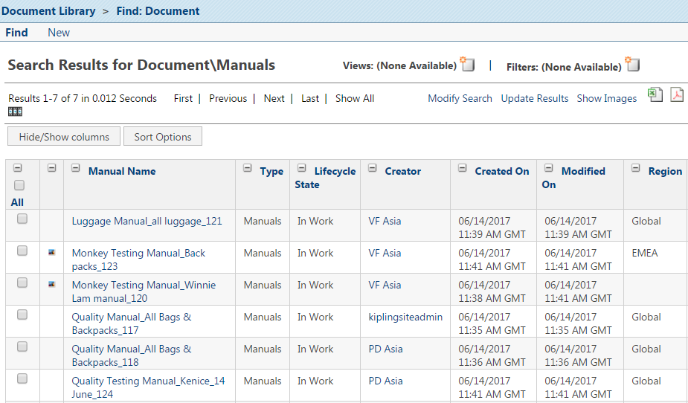 Document Library > Find: Document
Find New
Search Results for Document\Manuals Views: (None Available) | Filters: (None Available)
Results 1-7 of 7 in 0.012 Seconds First | Previous | Next | Last | Show All Modify Search Update Results Show Images
Hide/Show columns Sort Options
All Manual Name Type Lifecycle State Creator Created On Modified On Region
Luggage Manual_all luggage_121 Manuals In Work VF Asia 06/14/2017 06/14/2017 Global
11:39 AM GMT 11:39 AM GMT
Monkey Testing Manual_Back Manuals In Work VF Asia 06/14/2017 06/14/2017 EMEA
packs_123 11:41 AM GMT 11:41 AM GMT
Monkey Testing Manual_Winnie Manuals In Work VF Asia 06/14/2017 06/14/2017
Lam manual_120 11:38 AM GMT 11:41 AM GMT
Quality Manual_All Bags & Manuals In Work kiplingsiteadmin 06/14/2017 06/14/2017 Global
Backpacks_117 11:35 AM GMT 11:35 AM GMT
Quality Manual_All Bags & Manuals In Work PD Asia 06/14/2017 06/14/2017 Global
Backpacks_118 11:36 AM GMT 11:36 AM GMT
Quality Testing Manual_Kenice_14 Manuals In Work PD Asia 06/14/2017 06/14/2017 Global
June_124 11:41 AM GMT 11:41 AM GMT